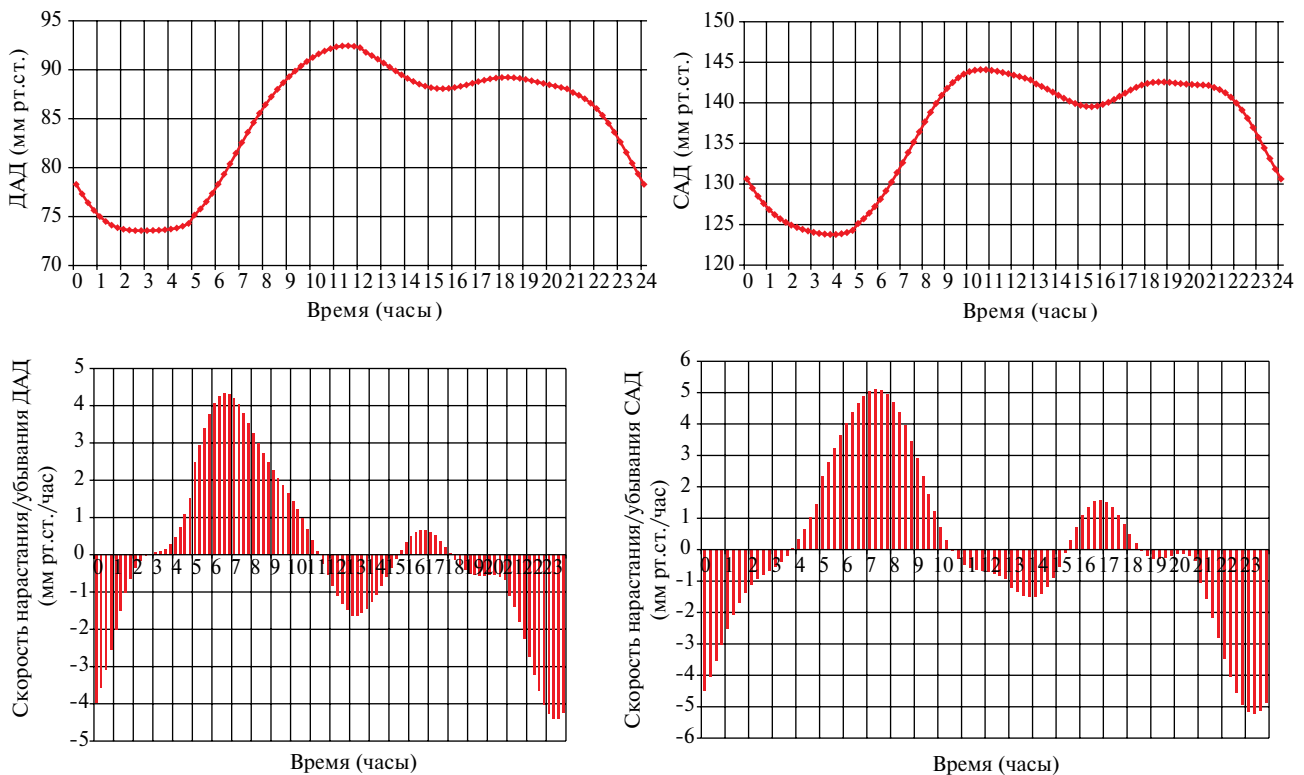 ДАД (мм рт.ст.)
95
90
85
80
75
70
0 1 2 3 4 5 6 7 8 9 10 11 12 13 14 15 16 17 18 19 20 21 22 23 24
Время (часы)
САД (мм рт.ст.)
150
145
140
135
130
125
120
0 1 2 3 4 5 6 7 8 9 10 11 12 13 14 15 16 17 18 19 20 21 22 23 24
Время (часы)
Скорость нарастания/убывания ДАД
(мм рт.ст./час)
5
4
3
2
1
0
-1
-2
-3
-4
-5
0 1 2 3 4 5 6 7 8 9 10 11 12 13 14 15 16 17 18 19 20 21 22 23
Время (часы)
Скорость нарастания/убывания САД
(мм рт.ст./час)
6
5
4
3
2
1
0
-1
-2
-3
-4
-5
-6
0 1 2 3 4 5 6 7 8 9 10 11 12 13 14 15 16 17 18 19 20 21 22 23
Время (часы)